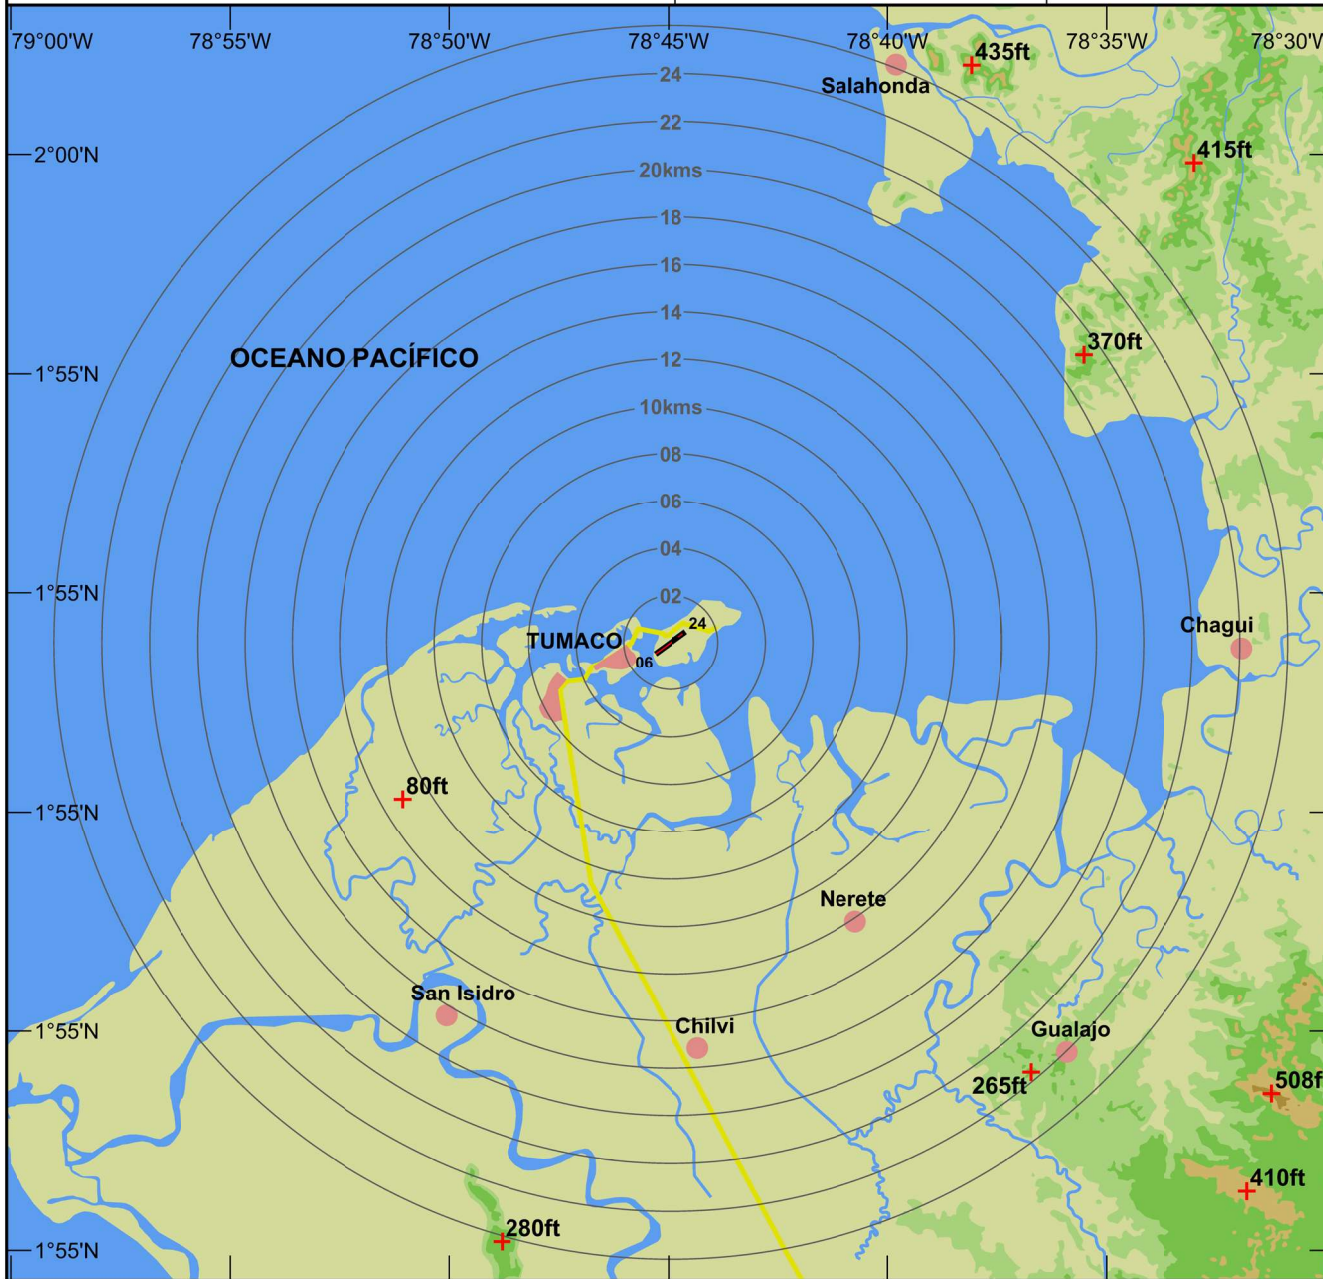 79°00'W 78°55'W 78°50'W 78°45'W 78°40'W 78°35'W 78°30'W
435ft
24
Salahonda
22
2°00'N
415ft
20kms
18
16
14
370ft
OCEANO PACÍFICO
12
1°55'N
10kms
08
06
04
1°55'N
02
24
Chagui
TUMACO
06
80ft
1°55'N
Nerete
San Isidro
Chilvi
Gualajo
1°55'N
265ft
508f
410ft
280ft
1°55'N